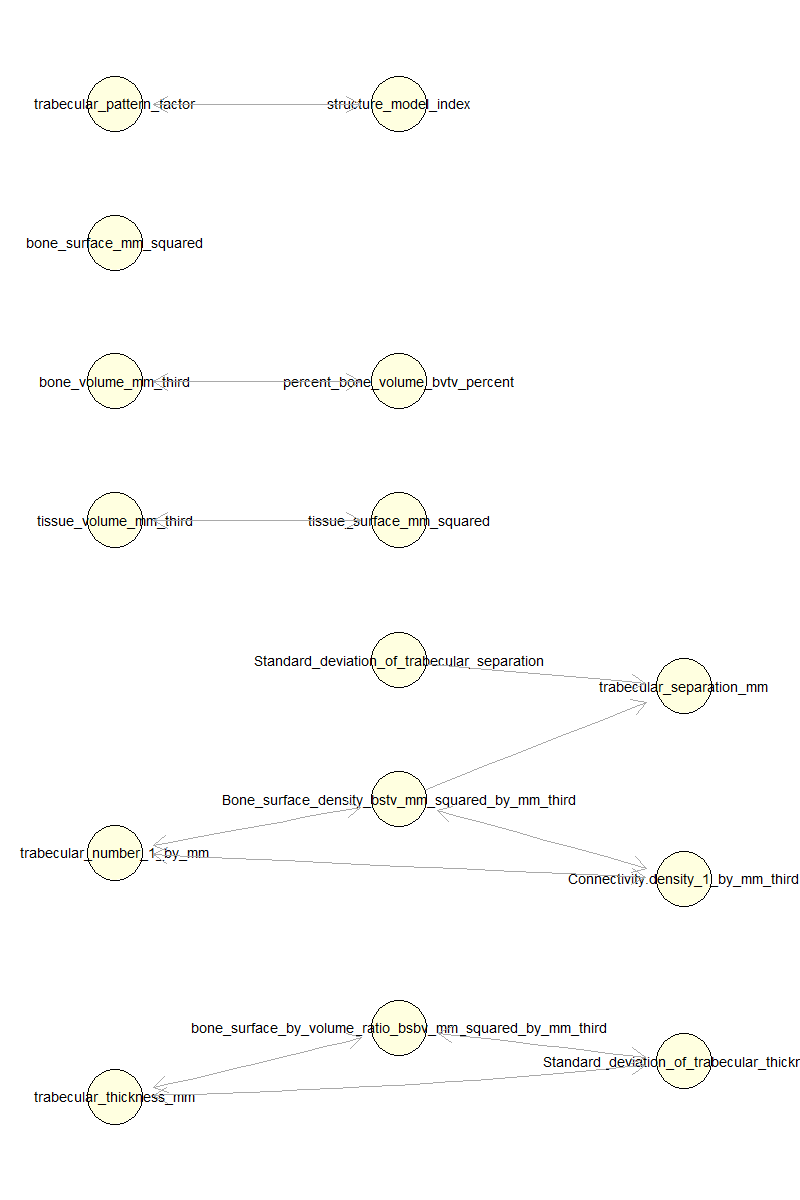 trabecular_pattern_factor
structure_model_index
bone_surface_mm_squared
bone_volume_mm_third
percent_bone_volume_bvtv_percent
tissue_volume_mm_third
tissue_surface_mm_squared
Standard_deviation_of_trabecular_separation
trabecular_separation_mm
Bone_surface_density_bstv_mm_squared_by_mm_third
trabecular_number_1_by_mm
Connectivity.density_1_by_mm_third
bone_surface_by_volume_ratio_bsbv_mm_squared_by_mm_third
Standard_deviation_of_trabecular_thickn
trabecular_thickness_mm